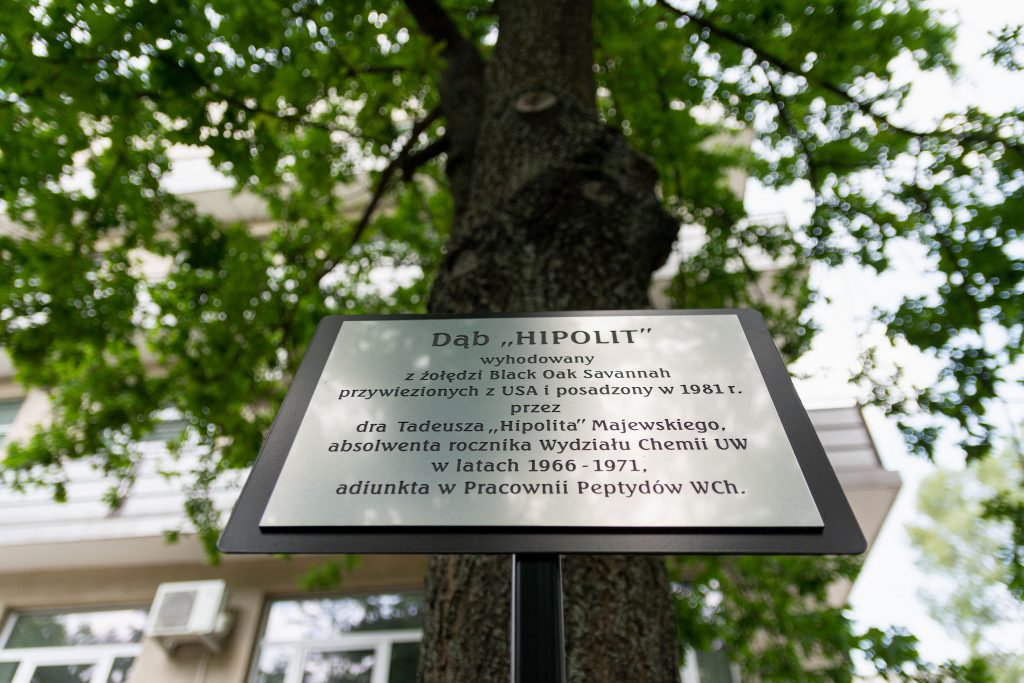 Dąb „HIPOLIT"
wyhodowany
z żołędzi Black Oak Savannah
przywiezionych z USA i posadzony w 1981 r.
przez
dra Tadeusza „Hipolita" Majewskiego,
absolwenta rocznika Wydziału Chemii UW
w latach 1966 - 1971,
adiunkta w Pracownii Peptydów WCh.